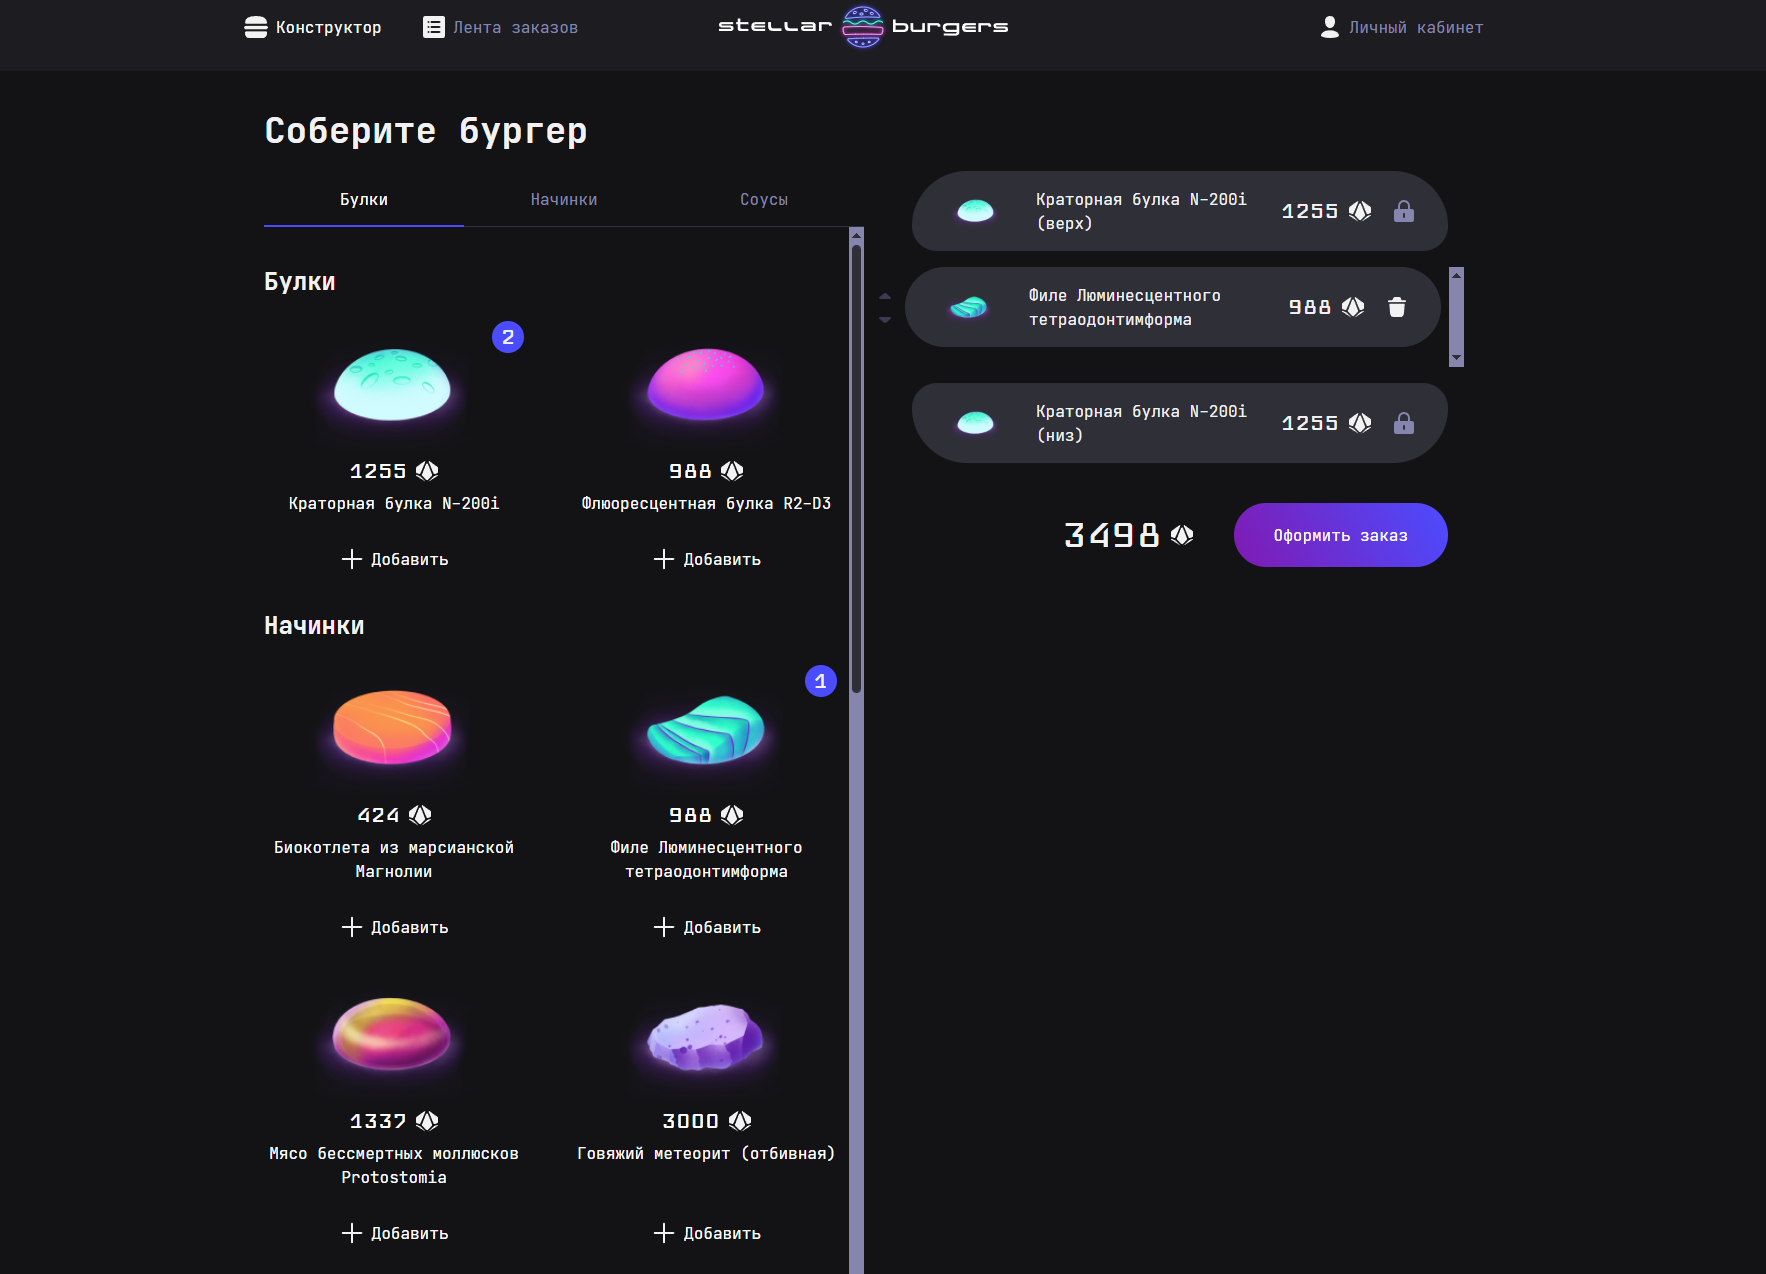 Конструктор
Лента заказов
stellar burgers
Личный кабинет
Соберите бургер
Булки
Начинки
Соусы
Булки
2
1255
Краторная булка N-200i
Добавить
988
Флюоресцентная булка R2-D3
Добавить
Начинки
424
Биокотлета из марсианской
Магнолии
Добавить
1
988
Филе Люминесцентного
тетраодонтимформа
Добавить
1337
Мясо бессмертных моллюсков
Protostomia
Добавить
3000
Говяжий метеорит (отбивная)
Добавить
Краторная булка N-200i
(верх)
1255
Филе Люминесцентного
тетраодонтимформа
988
Краторная булка N-200i
(низ)
1255
3498
Оформить заказ